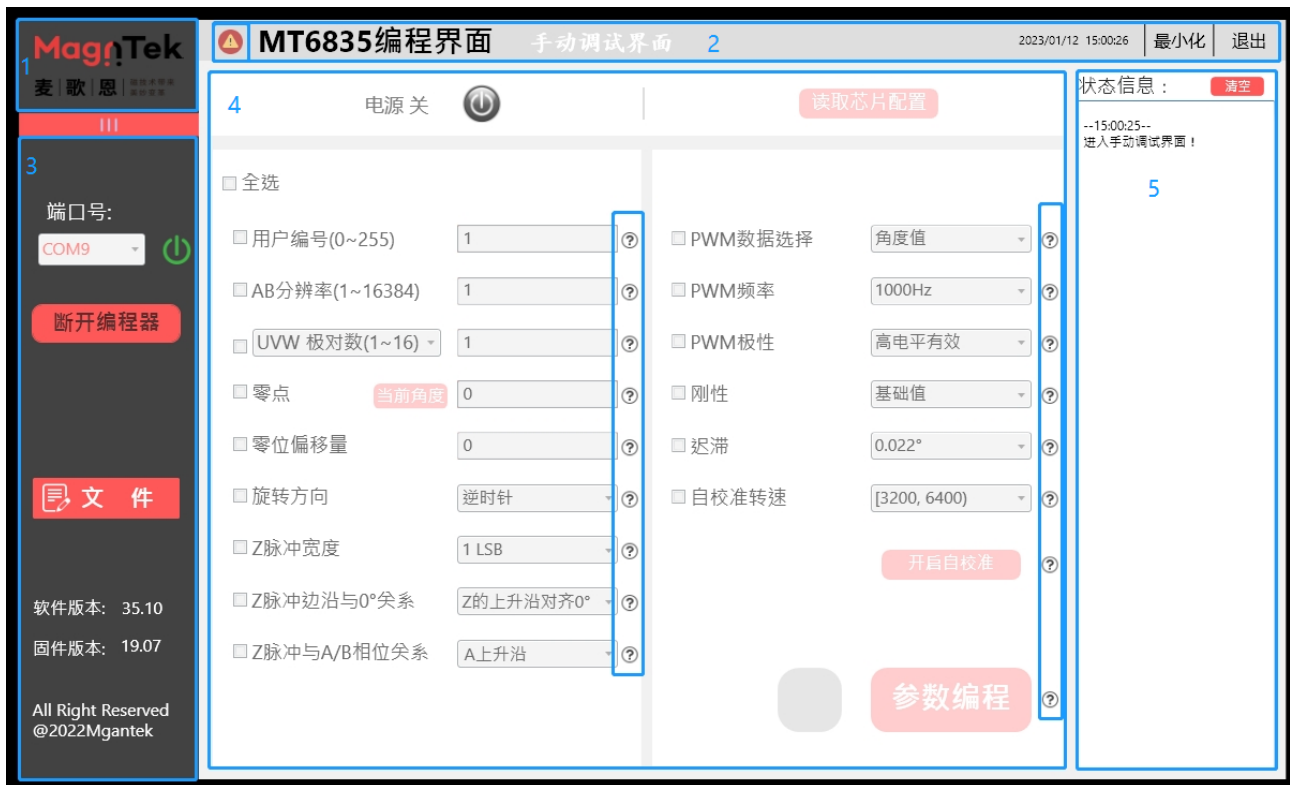 MagnTek
麦 歌 恩
1
MT6835编程界面
手动调试界面
2
2023/01/12 15:00:26
最小化
退出
3
端口号:
COM9
断开编程器
文 件
软件版本: 35.10
固件版本: 19.07
All Right Reserved
@2022Mgantek
4
电源 关
读取芯片配置
全选
用户编号(0~255) 1
AB分辨率(1~16384) 1
UVW 极对数(1~16) 1
零点 当前角度 0
零位偏移量 0
旋转方向 逆时针
Z脉冲宽度 1 LSB
Z脉冲边沿与0°关系 Z的上升沿对齐0°
Z脉冲与A/B相位关系 A上升沿
PWM数据选择 角度值
PWM频率 1000Hz
PWM极性 高电平有效
刚性 基础值
迟滞 0.022°
自校准转速 [3200, 6400)
开启自校准
参数编程
状态信息： 清空
--15:00:25--
进入手动调试界面！
5